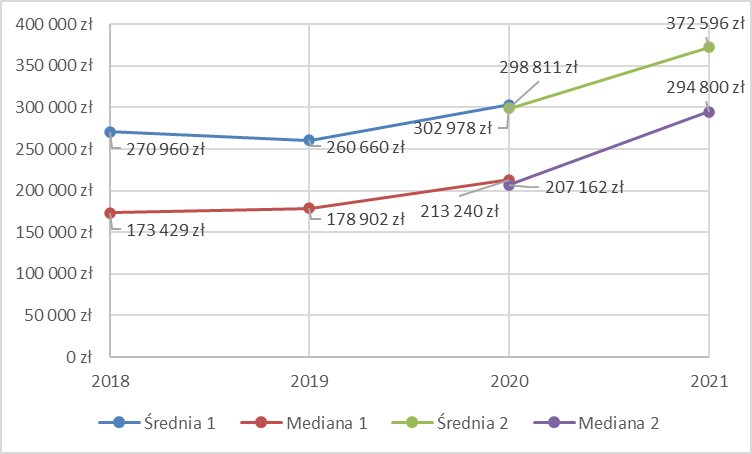 400 000 zł
350 000 zł
300 000 zł
250 000 zł
200 000 zł
150 000 zł
100 000 zł
50 000 zł
0 zł
372 596 zł
298 811 zł
294 800 zł
302 978 zł
270 960 zł
260 660 zł
207 162 zł
213 240 zł
178 902 zł
173 429 zł
2018 2019 2020 2021
Średnia 1 Mediana 1 Średnia 2 Mediana 2